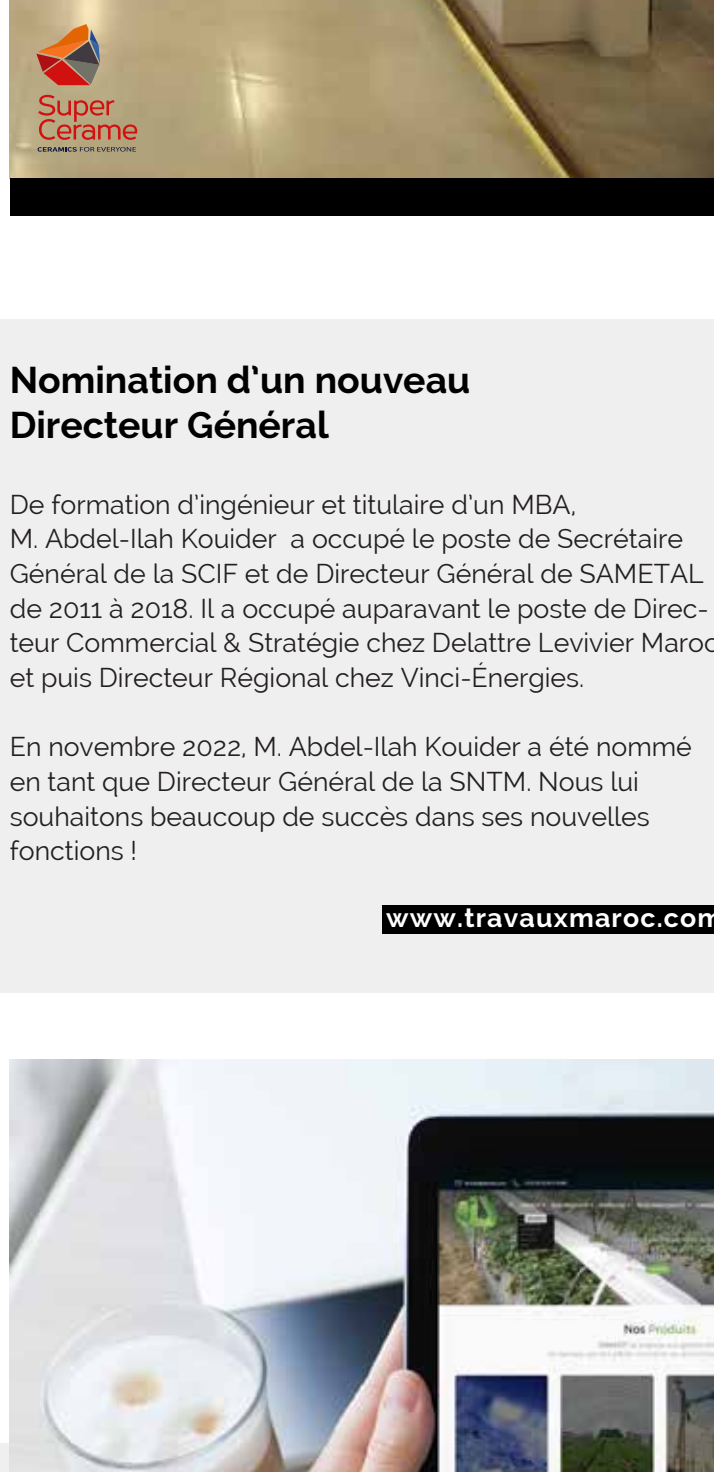 Super
Cerame
CERAMICS FOR EVERYONE
Nomination d’un nouveau
Directeur Général
De formation d’ingénieur et titulaire d’un MBA,
M. Abdel-Ilah Kouider a occupé le poste de Secrétaire
Général de la SCIF et de Directeur Général de SAMETAL
de 2011 à 2018. Il a occupé auparavant le poste de Direc-
teur Commercial & Stratégie chez Delattre Levivier Maroc
et puis Directeur Régional chez Vinci-Énergies.
En novembre 2022, M. Abdel-Ilah Kouider a été nommé
en tant que Directeur Général de la SNTM. Nous lui
souhaitons beaucoup de succès dans ses nouvelles
fonctions !
www.travauxmaroc.com
Nos Produits